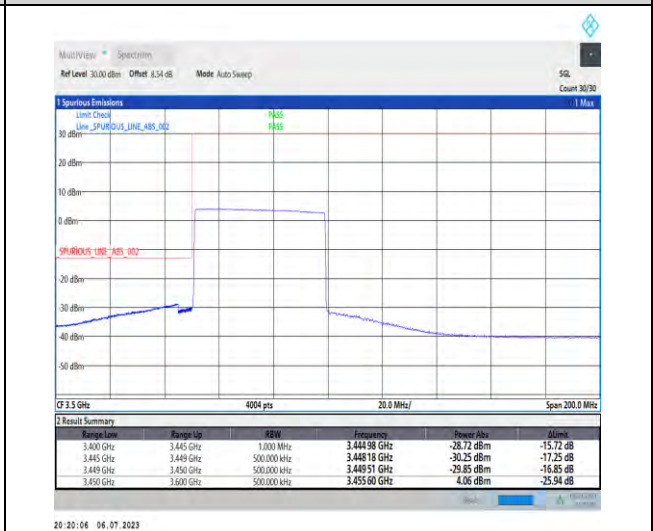 MultiView Spectrum
Ref Level 30.00 dBm Offset 8.54 dB Mode Auto Sweep SGL
Count 30/30
1 Spurious Emissions 1 Max
Limit Check PASS
Line _SPURIOUS_LINE_ABS_002 PASS
30 dBm
20 dBm
10 dBm
0 dBm
_SPURIOUS_LINE_ABS_002
-20 dBm
-30 dBm
-40 dBm
-50 dBm
CF 3.5 GHz 4004 pts 20.0 MHz/ Span 200.0 MHz
2 Result Summary
Range Low Range Up RBW Frequency Power Abs ΔLimit
3.400 GHz 3.445 GHz 1.000 MHz 3.444 98 GHz -28.72 dBm -15.72 dB
3.445 GHz 3.449 GHz 500.000 kHz 3.448 18 GHz -30.25 dBm -17.25 dB
3.449 GHz 3.450 GHz 500.000 kHz 3.449 51 GHz -29.85 dBm -16.85 dB
3.450 GHz 3.600 GHz 500.000 kHz 3.455 60 GHz 4.06 dBm -25.94 dB
20:20:06 06.07.2023